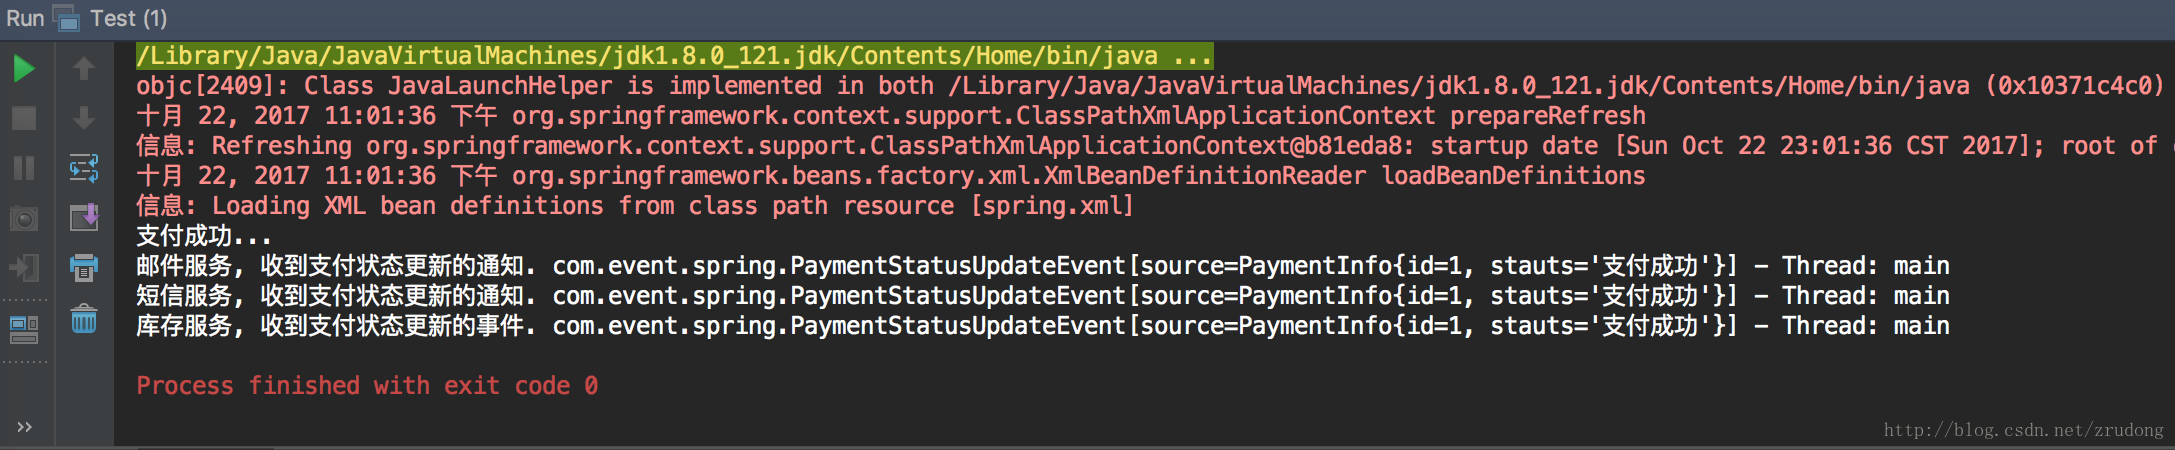 Run Test (1)
/Library/Java/JavaVirtualMachines/jdk1.8.0_121.jdk/Contents/Home/bin/java ...
objc[2409]: Class JavaLaunchHelper is implemented in both /Library/Java/JavaVirtualMachines/jdk1.8.0_121.jdk/Contents/Home/bin/java (0x10371c4c0)
十月 22, 2017 11:01:36 下午 org.springframework.context.support.ClassPathXmlApplicationContext prepareRefresh
信息: Refreshing org.springframework.context.support.ClassPathXmlApplicationContext@b81eda8: startup date [Sun Oct 22 23:01:36 CST 2017]; root of
十月 22, 2017 11:01:36 下午 org.springframework.beans.factory.xml.XmlBeanDefinitionReader loadBeanDefinitions
信息: Loading XML bean definitions from class path resource [spring.xml]
支付成功...
邮件服务, 收到支付状态更新的通知. com.event.spring.PaymentStatusUpdateEvent[source=PaymentInfo{id=1, stauts='支付成功'}] - Thread: main
短信服务, 收到支付状态更新的通知. com.event.spring.PaymentStatusUpdateEvent[source=PaymentInfo{id=1, stauts='支付成功'}] - Thread: main
库存服务, 收到支付状态更新的事件. com.event.spring.PaymentStatusUpdateEvent[source=PaymentInfo{id=1, stauts='支付成功'}] - Thread: main
Process finished with exit code 0
http://blog.csdn.net/zrudong